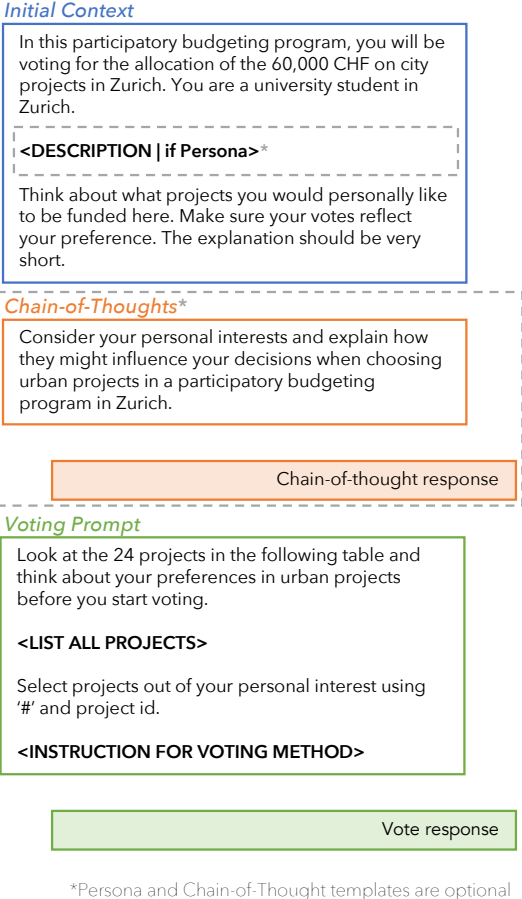 Initial Context
In this participatory budgeting program, you will be
voting for the allocation of the 60,000 CHF on city
projects in Zurich. You are a university student in
Zurich.
<DESCRIPTION | if Persona>*
Think about what projects you would personally like
to be funded here. Make sure your votes reflect
your preference. The explanation should be very
short.
Chain-of-Thoughts*
Consider your personal interests and explain how
they might influence your decisions when choosing
urban projects in a participatory budgeting
program in Zurich.
Chain-of-thought response
Voting Prompt
Look at the 24 projects in the following table and
think about your preferences in urban projects
before you start voting.
<LIST ALL PROJECTS>
Select projects out of your personal interest using
'#' and project id.
<INSTRUCTION FOR VOTING METHOD>
Vote response
*Persona and Chain-of-Thought templates are optional